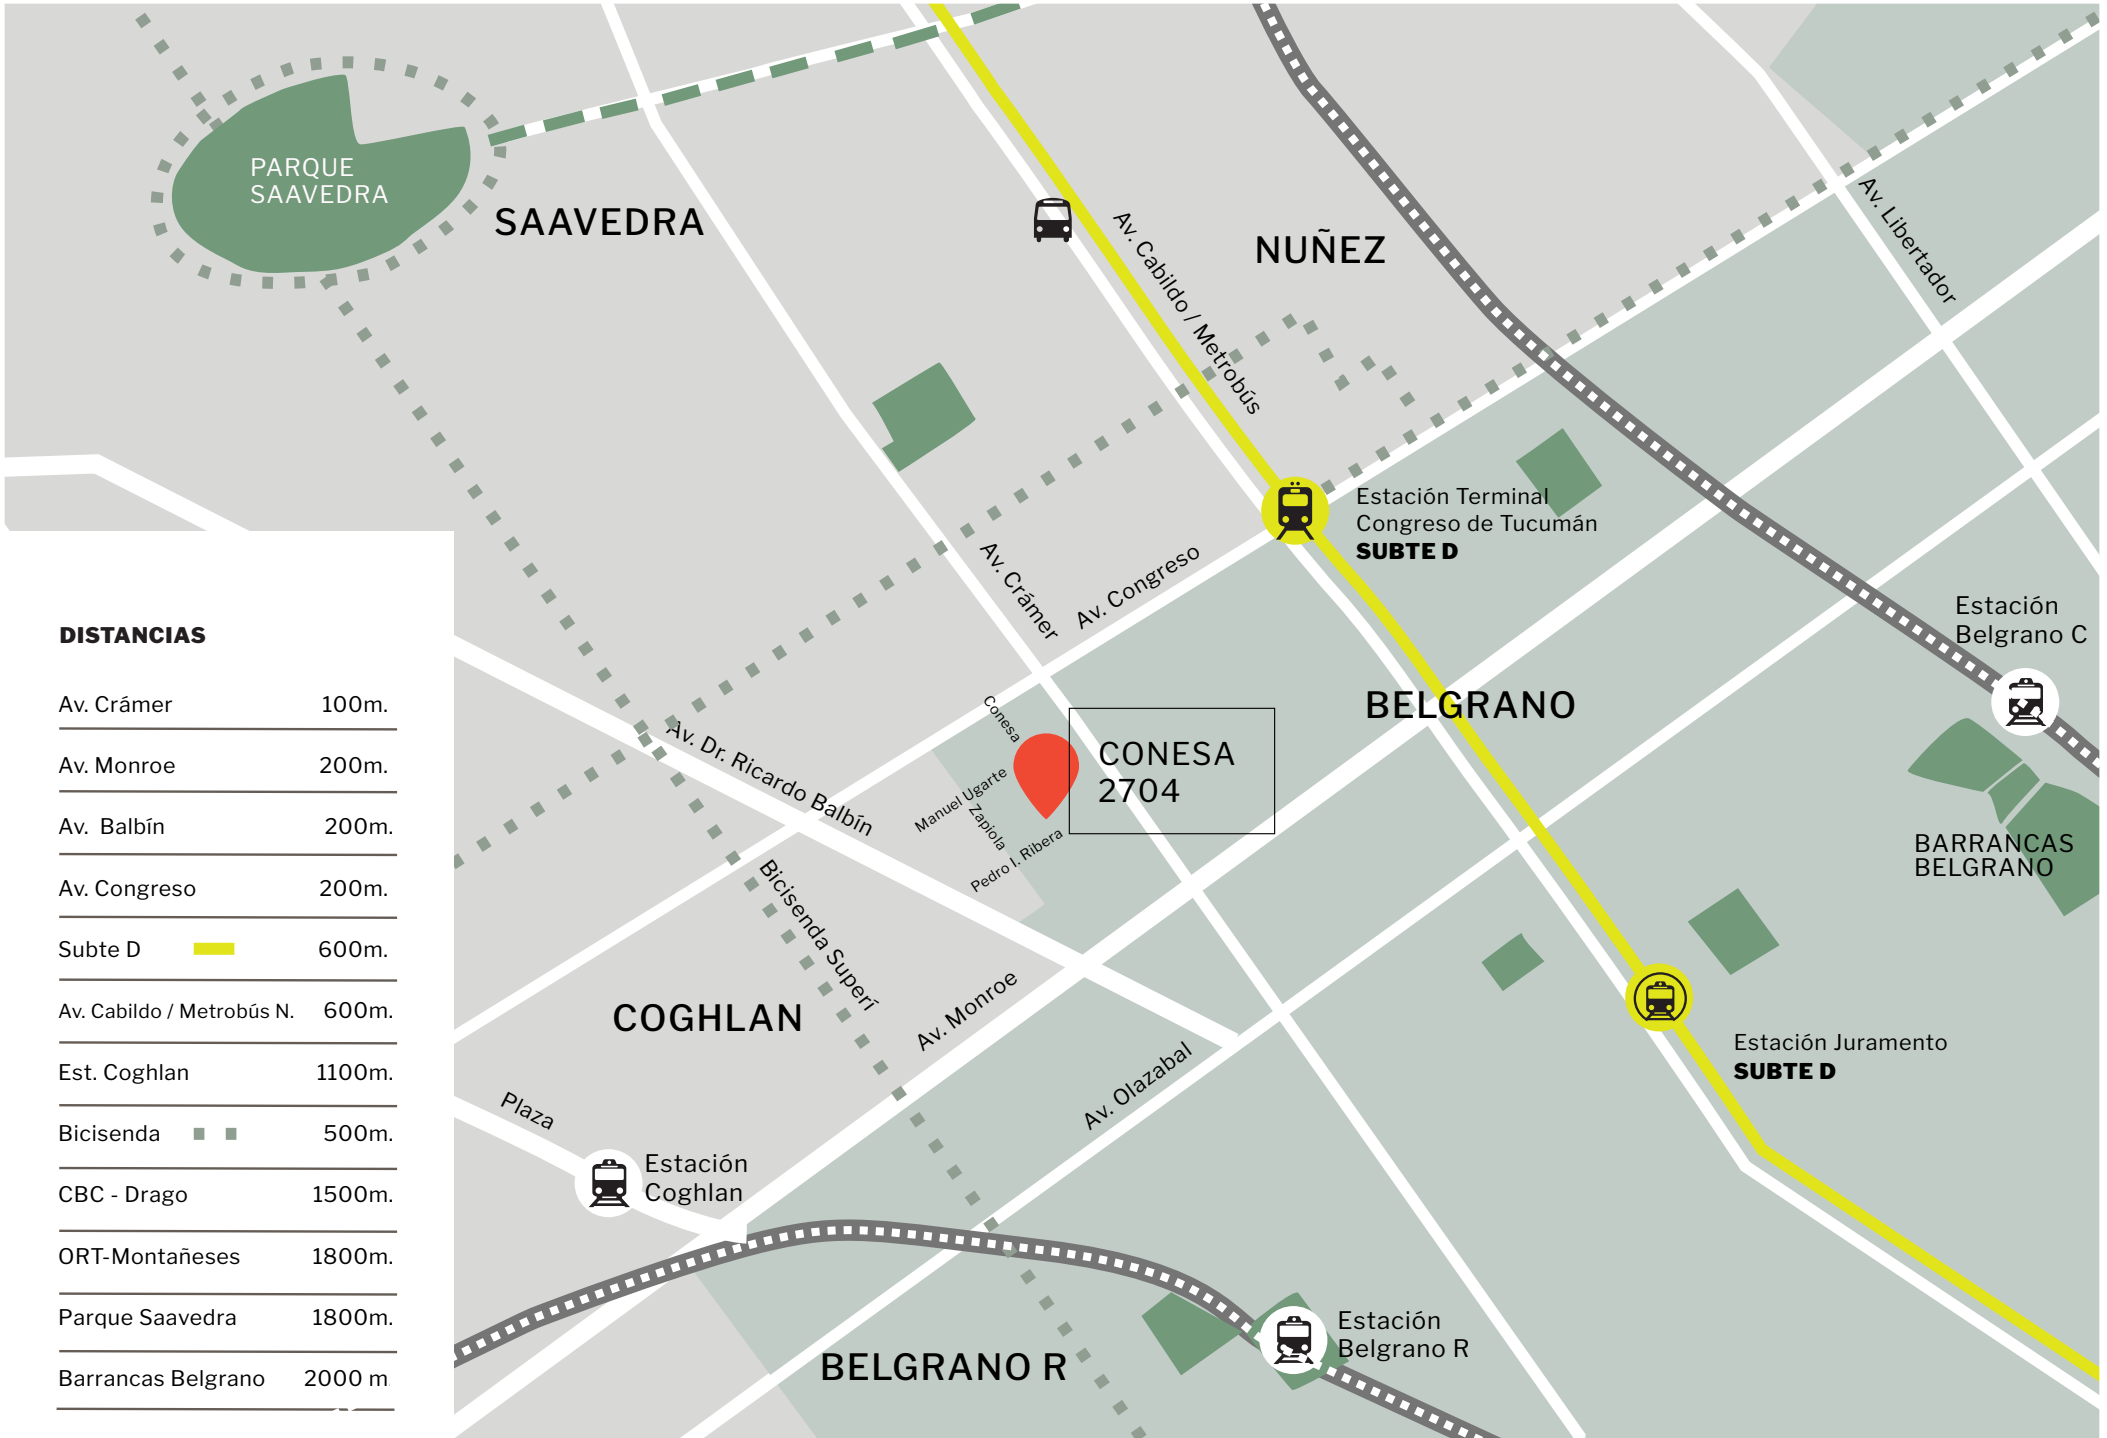 PARQUE
SAAVEDRA
SAAVEDRA
NUÑEZ
Av. Cabildo / Metrobús
Av. Libertador
Estación Terminal
Congreso de Tucumán
SUBTE D
Av. Crámer
Av. Congreso
Estación
Belgrano C
BELGRANO
Conesa
CONESA
2704
Manuel Ugarte
Zapiola
Pedro I. Ribera
Av. Dr. Ricardo Balbín
BARRANCAS
BELGRANO
Bicisenda Superí
COGHLAN
Av. Monroe
Av. Olazabal
Estación Juramento
SUBTE D
Plaza
Estación
Coghlan
Estación
Belgrano R
BELGRANO R
DISTANCIAS
Av. Crámer 100m.
Av. Monroe 200m.
Av. Balbín 200m.
Av. Congreso 200m.
Subte D 600m.
Av. Cabildo / Metrobús N. 600m.
Est. Coghlan 1100m.
Bicisenda 500m.
CBC - Drago 1500m.
ORT-Montañeses 1800m.
Parque Saavedra 1800m.
Barrancas Belgrano 2000 m.